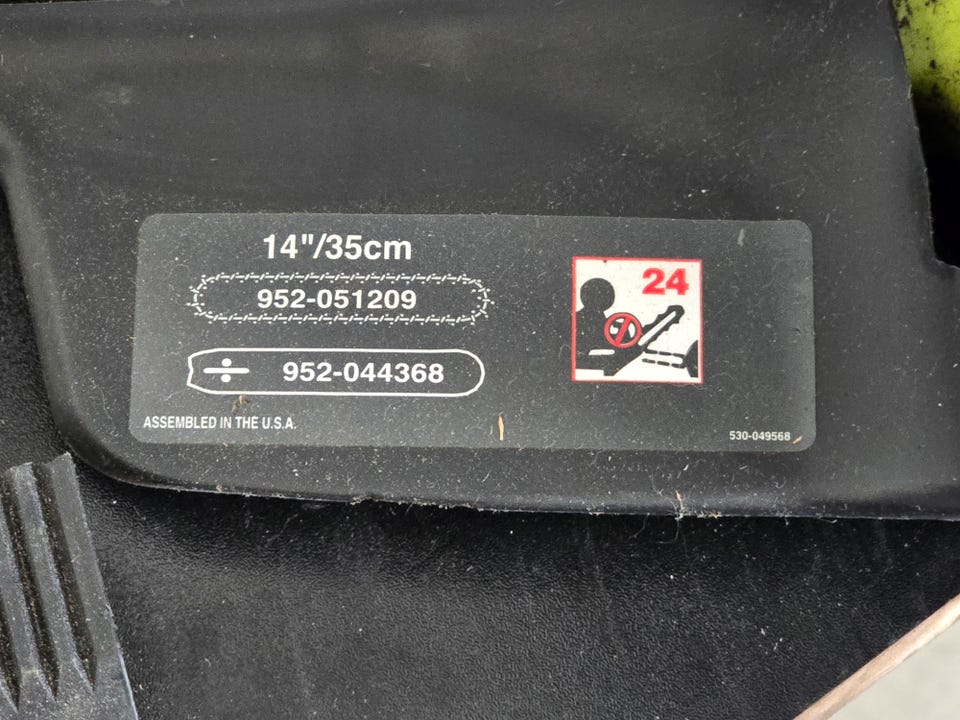 14"/35cm
952-051209
952-044368
24
ASSEMBLED IN THE U.S.A.
530-049568